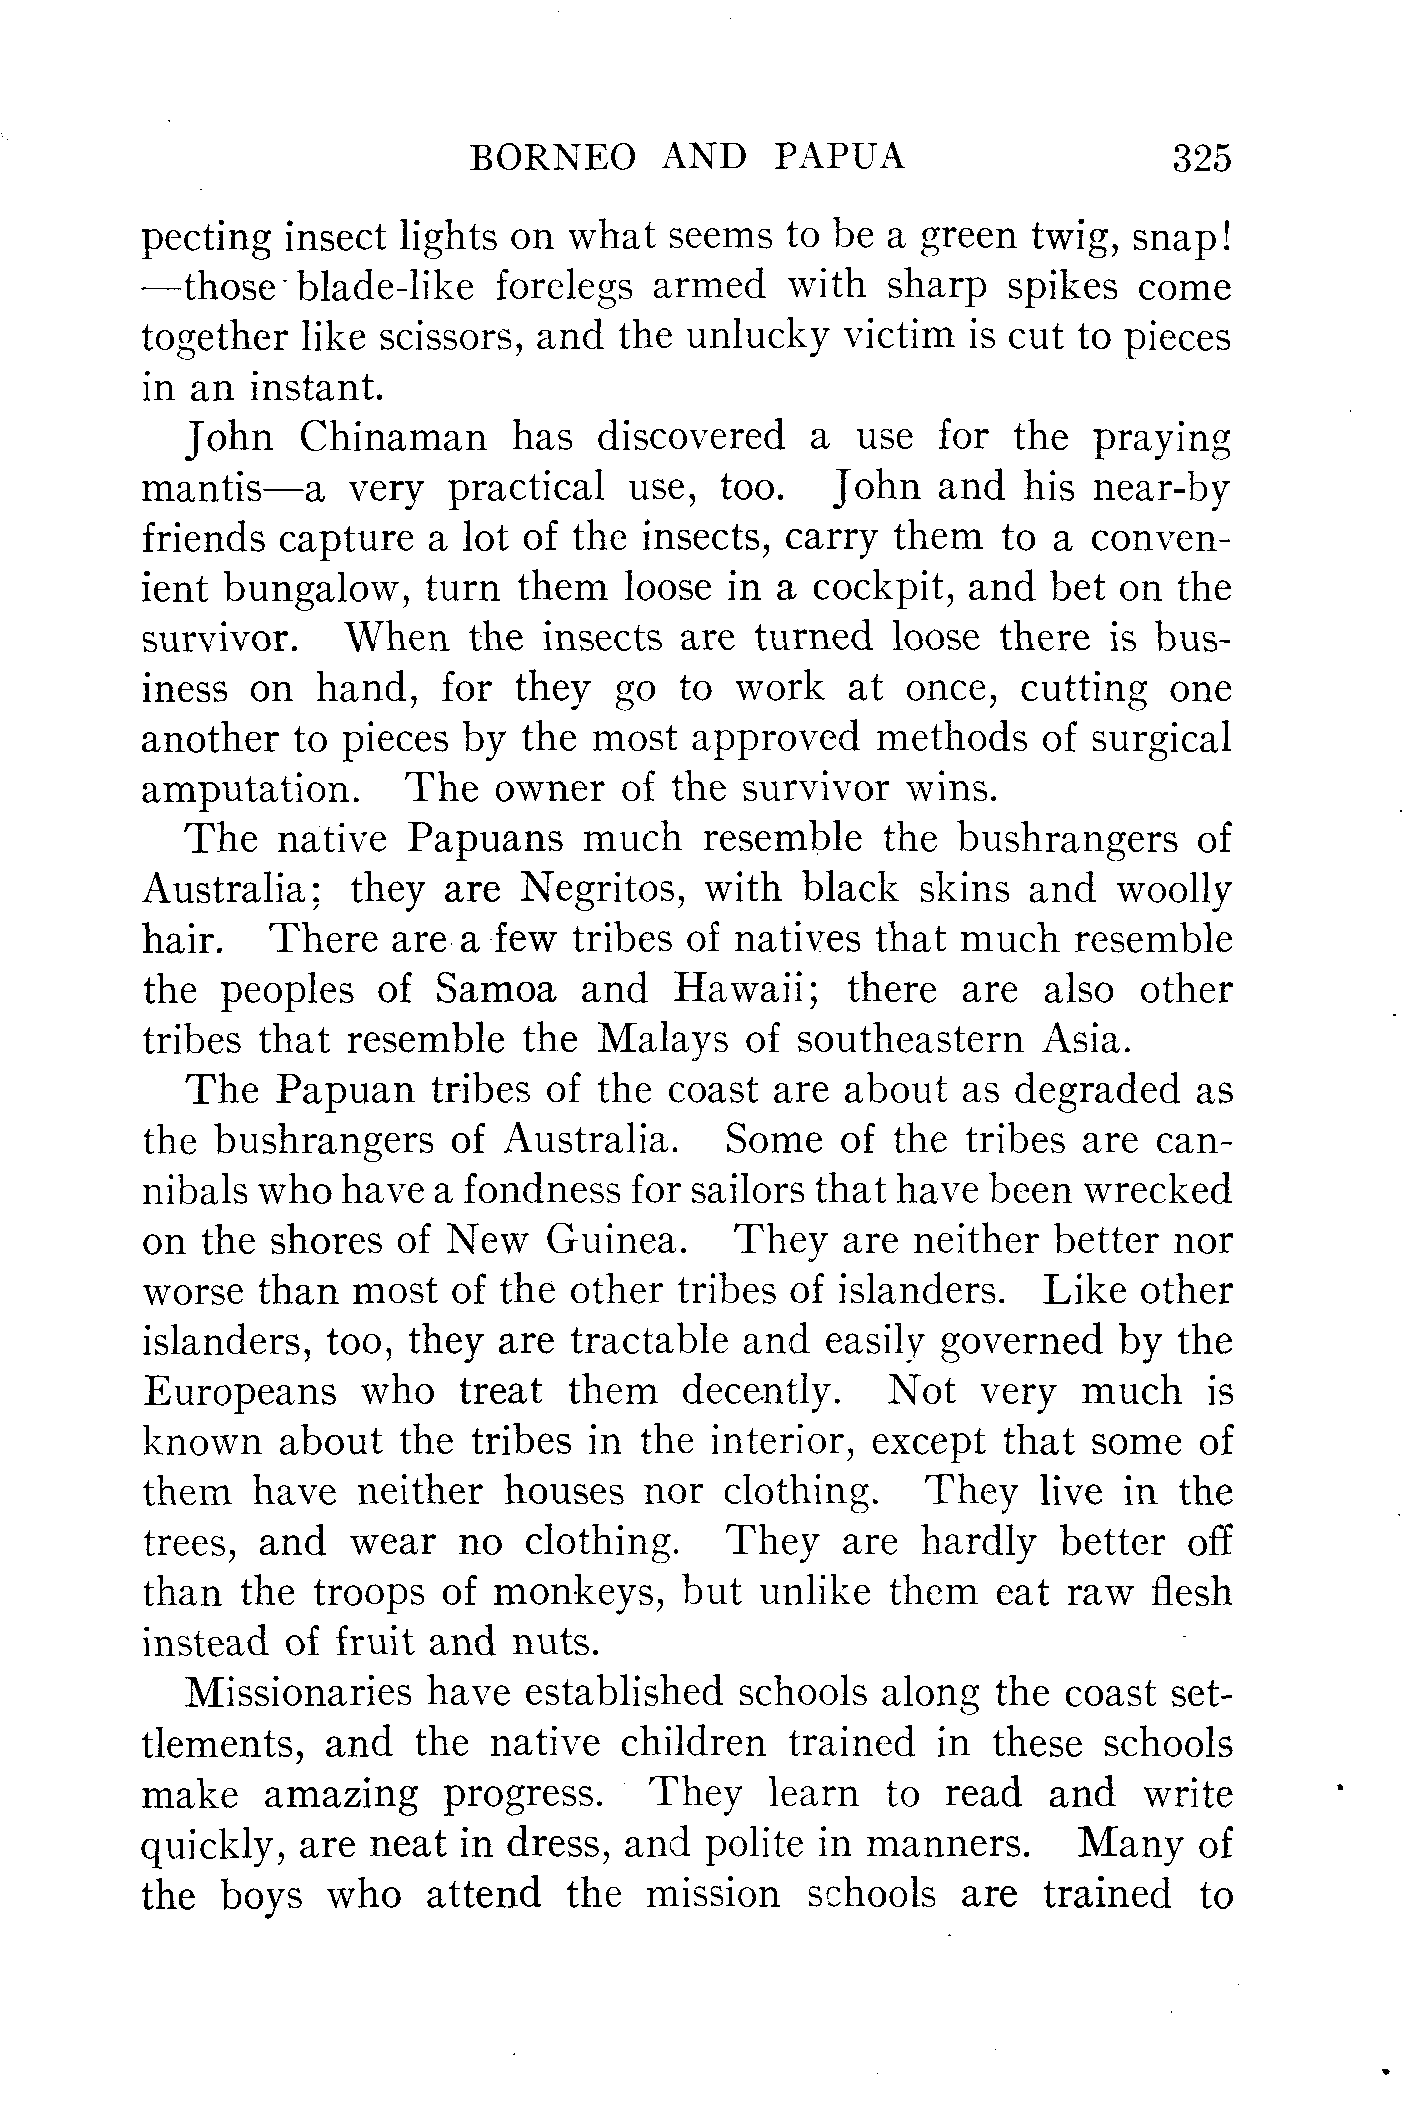 BORNEO AND PAPUA 325
pecting insect lights on what seems to be a green twig, snap!
—those blade-like forelegs armed with sharp spikes come
together like scissors, and the unlucky victim is cut to pieces
in an instant.
John Chinaman has discovered a use for the praying
mantis—a very practical use, too. John and his near-by
friends capture a lot of the insects, carry them to a conven-
ient bungalow, turn them loose in a cockpit, and bet on the
survivor. When the insects are turned loose there is bus-
iness on hand, for they go to work at once, cutting one
another to pieces by the most approved methods of surgical
amputation. The owner of the survivor wins.
The native Papuans much resemble the bushrangers of
Australia; they are Negritos, with black skins and woolly
hair. There are a few tribes of natives that much resemble
the peoples of Samoa and Hawaii; there are also other
tribes that resemble the Malays of southeastern Asia.
The Papuan tribes of the coast are about as degraded as
the bushrangers of Australia. Some of the tribes are can-
nibals who have a fondness for sailors that have been wrecked
on the shores of New Guinea. They are neither better nor
worse than most of the other tribes of islanders. Like other
islanders, too, they are tractable and easily governed by the
Europeans who treat them decently. Not very much is
known about the tribes in the interior, except that some of
them have neither houses nor clothing. They live in the
trees, and wear no clothing. They are hardly better off
than the troops of monkeys, but unlike them eat raw flesh
instead of fruit and nuts.
Missionaries have established schools along the coast set-
tlements, and the native children trained in these schools
make amazing progress. They learn to read and write
quickly, are neat in dress, and polite in manners. Many of
the boys who attend the mission schools are trained to